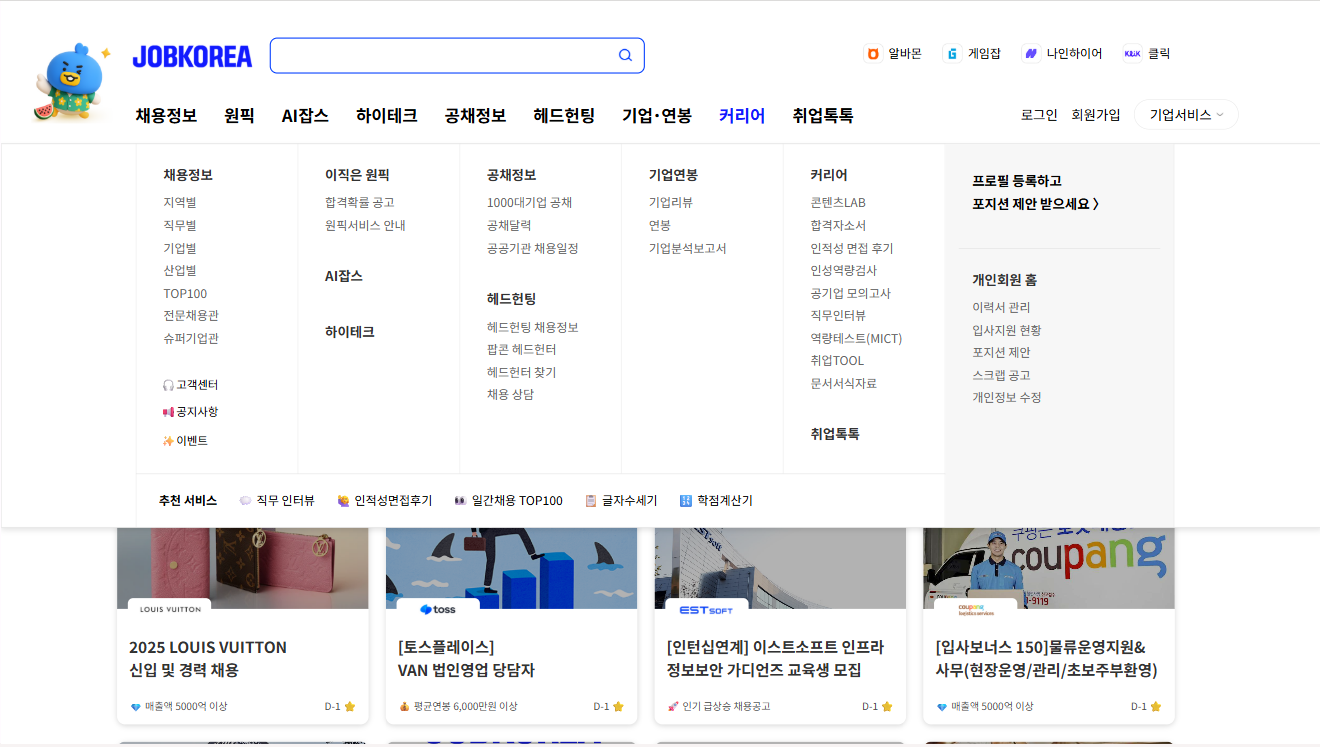 JOBKOREA
알바몬 게임잡 나인하이어 KLiK 클릭
채용정보 원픽 AI잡스 하이테크 공채정보 헤드헌팅 기업·연봉 커리어 취업톡톡
로그인 회원가입 기업서비스
채용정보
지역별
직무별
기업별
산업별
TOP100
전문채용관
슈퍼기업관
고객센터
공지사항
이벤트
이직은 원픽
합격확률 공고
원픽서비스 안내
AI잡스
하이테크
공채정보
1000대기업 공채
공채달력
공공기관 채용일정
헤드헌팅
헤드헌팅 채용정보
팝콘 헤드헌터
헤드헌터 찾기
채용 상담
기업연봉
기업리뷰
연봉
기업분석보고서
커리어
콘텐츠LAB
합격자소서
인적성 면접 후기
인성역량검사
공기업 모의고사
직무인터뷰
역량테스트(MICT)
취업TOOL
문서서식자료
취업톡톡
프로필 등록하고
포지션 제안 받으세요 〉
개인회원 홈
이력서 관리
입사지원 현황
포지션 제안
스크랩 공고
개인정보 수정
추천 서비스 직무 인터뷰 인적성면접후기 일간채용 TOP100 글자수세기 학점계산기
LOUIS VUITTON
2025 LOUIS VUITTON
신입 및 경력 채용
매출액 5000억 이상 D-1
toss
[토스플레이스]
VAN 법인영업 담당자
평균연봉 6,000만원 이상 D-1
ESTsoft
ESTSOFT
[인턴십연계] 이스트소프트 인프라
정보보안 가디언즈 교육생 모집
인기 급상승 채용공고 D-1
coupang
-9119
coupang
logistics services
[입사보너스 150]물류운영지원&
사무(현장운영/관리/초보주부환영)
매출액 5000억 이상 D-1